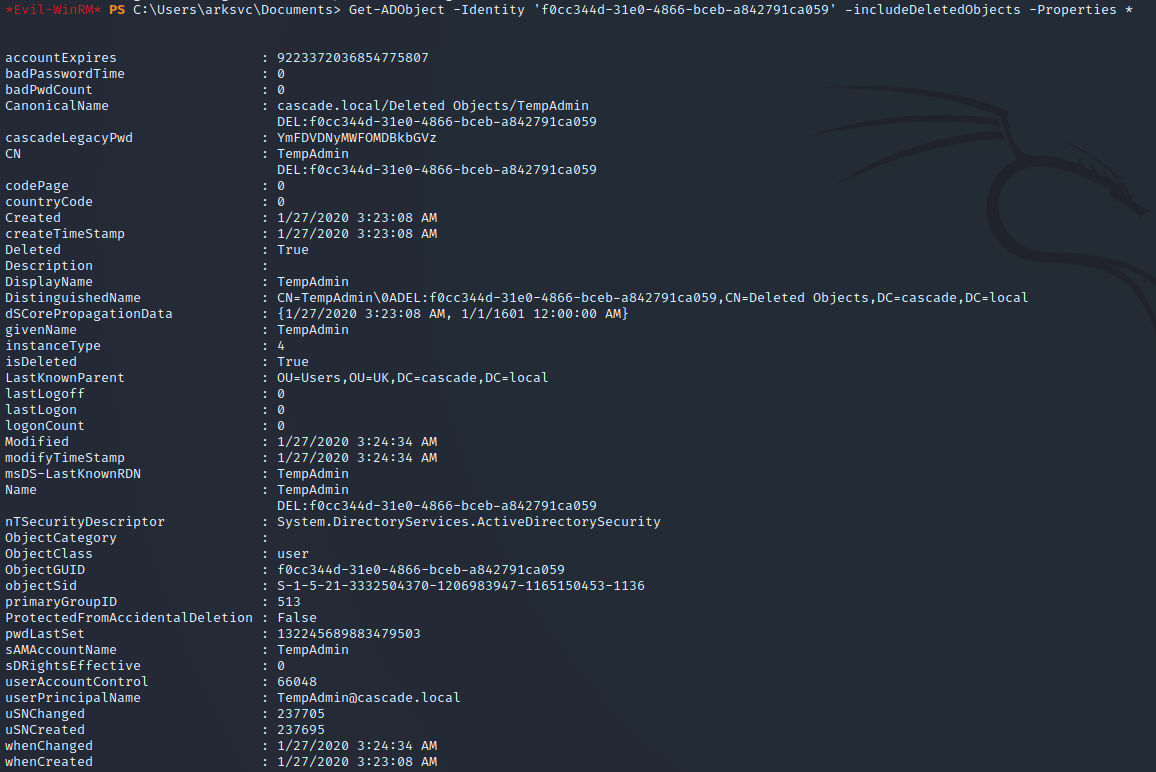 *Evil-WinRM* PS C:\Users\arksvc\Documents> Get-ADObject -Identity 'f0cc344d-31e0-4866-bceb-a842791ca059' -includeDeletedObjects -Properties *
accountExpires : 9223372036854775807
badPasswordTime : 0
badPwdCount : 0
CanonicalName : cascade.local/Deleted Objects/TempAdmin
DEL:f0cc344d-31e0-4866-bceb-a842791ca059
cascadeLegacyPwd : YmFDVDNyMWFOMDBkbGVz
CN : TempAdmin
DEL:f0cc344d-31e0-4866-bceb-a842791ca059
codePage : 0
countryCode : 0
Created : 1/27/2020 3:23:08 AM
createTimeStamp : 1/27/2020 3:23:08 AM
Deleted : True
Description :
DisplayName : TempAdmin
DistinguishedName : CN=TempAdmin\0ADEL:f0cc344d-31e0-4866-bceb-a842791ca059,CN=Deleted Objects,DC=cascade,DC=local
dSCorePropagationData : {1/27/2020 3:23:08 AM, 1/1/1601 12:00:00 AM}
givenName : TempAdmin
instanceType : 4
isDeleted : True
LastKnownParent : OU=Users,OU=UK,DC=cascade,DC=local
lastLogoff : 0
lastLogon : 0
logonCount : 0
Modified : 1/27/2020 3:24:34 AM
modifyTimeStamp : 1/27/2020 3:24:34 AM
msDS-LastKnownRDN : TempAdmin
Name : TempAdmin
DEL:f0cc344d-31e0-4866-bceb-a842791ca059
nTSecurityDescriptor : System.DirectoryServices.ActiveDirectorySecurity
ObjectCategory :
ObjectClass : user
ObjectGUID : f0cc344d-31e0-4866-bceb-a842791ca059
objectSid : S-1-5-21-3332504370-1206983947-1165150453-1136
primaryGroupID : 513
ProtectedFromAccidentalDeletion : False
pwdLastSet : 132245689883479503
sAMAccountName : TempAdmin
sDRightsEffective : 0
userAccountControl : 66048
userPrincipalName : TempAdmin@cascade.local
uSNChanged : 237705
uSNCreated : 237695
whenChanged : 1/27/2020 3:24:34 AM
whenCreated : 1/27/2020 3:23:08 AM